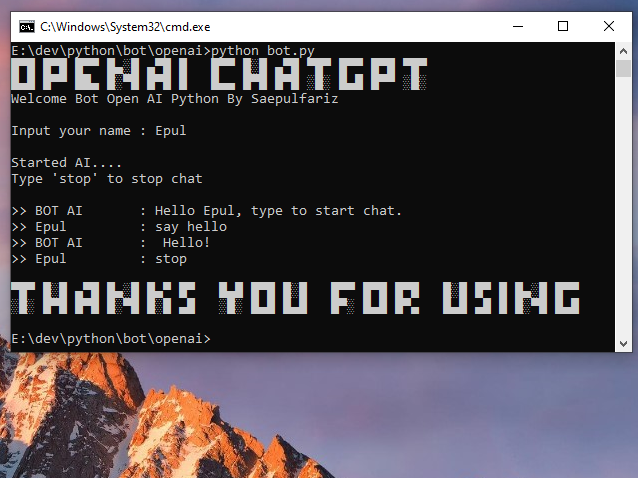 C:\Windows\System32\cmd.exe
E:\dev\python\bot\openai>python bot.py
OPENAI CHATGPT
Welcome Bot Open AI Python By Saepulfariz
Input your name : Epul
Started AI....
Type 'stop' to stop chat
>> BOT AI       : Hello Epul, type to start chat.
>> Epul         : say hello
>> BOT AI       :  Hello!
>> Epul         : stop
THANKS YOU FOR USING
E:\dev\python\bot\openai>